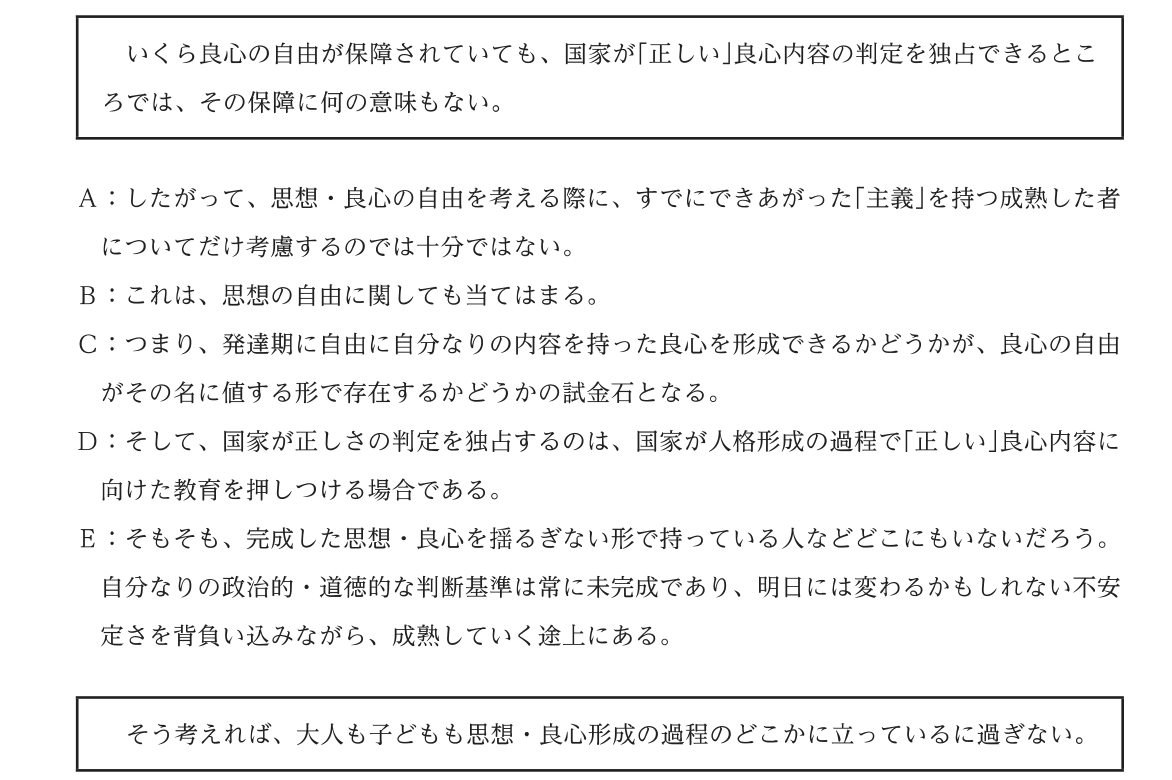 いくら良心の自由が保障されていても、国家が「正しい」良心内容の判定を独占できるとこ
ろでは、その保障に何の意味もない。
Ａ：したがって、思想・良心の自由を考える際に、すでにできあがった「主義」を持つ成熟した者
についてだけ考慮するのでは十分ではない。
Ｂ：これは、思想の自由に関しても当てはまる。
Ｃ：つまり、発達期に自由に自分なりの内容を持った良心を形成できるかどうかが、良心の自由
がその名に値する形で存在するかどうかの試金石となる。
Ｄ：そして、国家が正しさの判定を独占するのは、国家が人格形成の過程で「正しい」良心内容に
向けた教育を押しつける場合である。
Ｅ：そもそも、完成した思想・良心を揺るぎない形で持っている人などどこにもいないだろう。
自分なりの政治的・道徳的な判断基準は常に未完成であり、明日には変わるかもしれない不安
定さを背負い込みながら、成熟していく途上にある。
そう考えれば、大人も子どもも思想・良心形成の過程のどこかに立っているに過ぎない。